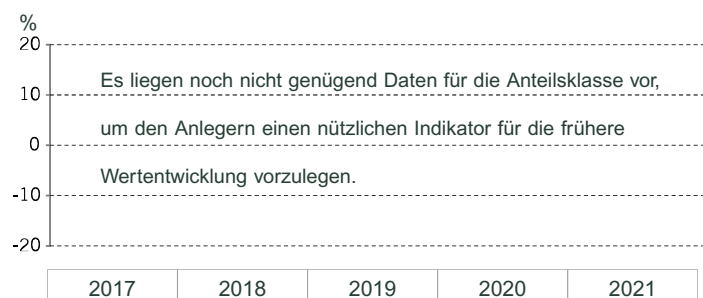 %
20
Es liegen noch nicht genügend Daten für die Anteilsklasse vor,
10
um den Anlegern einen nützlichen Indikator für die frühere
0
Wertentwicklung vorzulegen.
-10
-20
2017 2018 2019 2020 2021